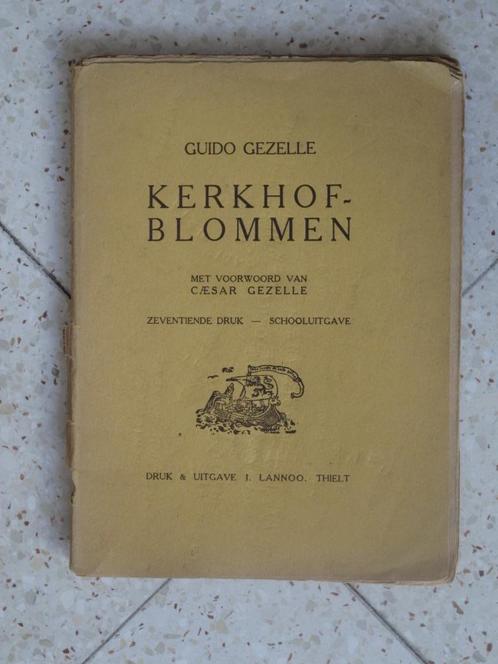 GUIDO GEZELLE
KERKHOF-
BLOMMEN
MET VOORWOORD VAN
CÆSAR GEZELLE
ZEVENTIENDE DRUK — SCHOOLUITGAVE
DRUK & UITGAVE J. LANNOO. THIELT